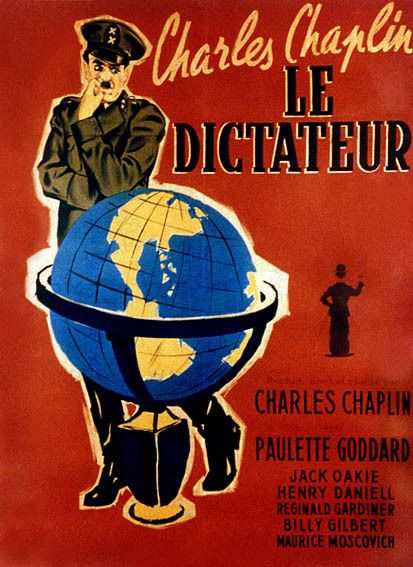 Charles Chaplin
LE
DICTATEUR
CHARLES CHAPLIN
PAULETTE GODDARD
JACK OAKIE
HENRY DANIELL
REGINALD GARDINER
BILLY GILBERT
MAURICE MOSCOVICH